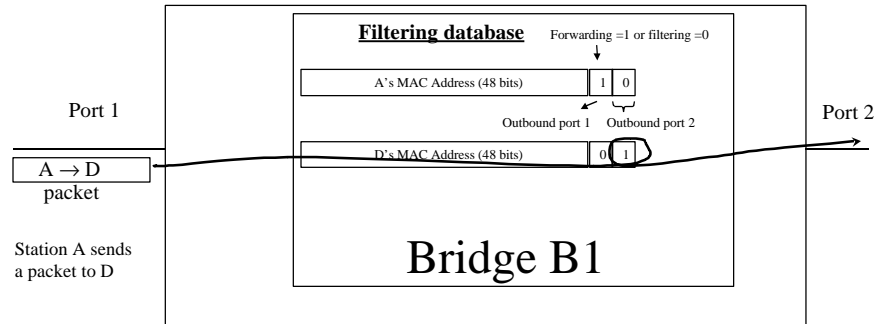 Filtering database
Forwarding =1 or filtering =0
A's MAC Address (48 bits) 1 0
Port 1
Port 2
Outbound port 1 Outbound port 2
D's MAC Address (48 bits) 0 1
A → D
packet
Station A sends
a packet to D
Bridge B1